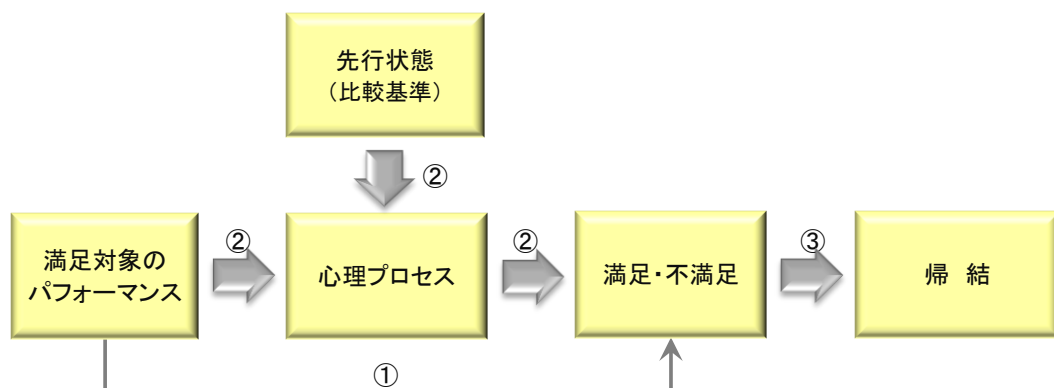 先行状態
（比較基準）
②
満足対象の
パフォーマンス
②
心理プロセス
②
満足・不満足
③
帰　結
①